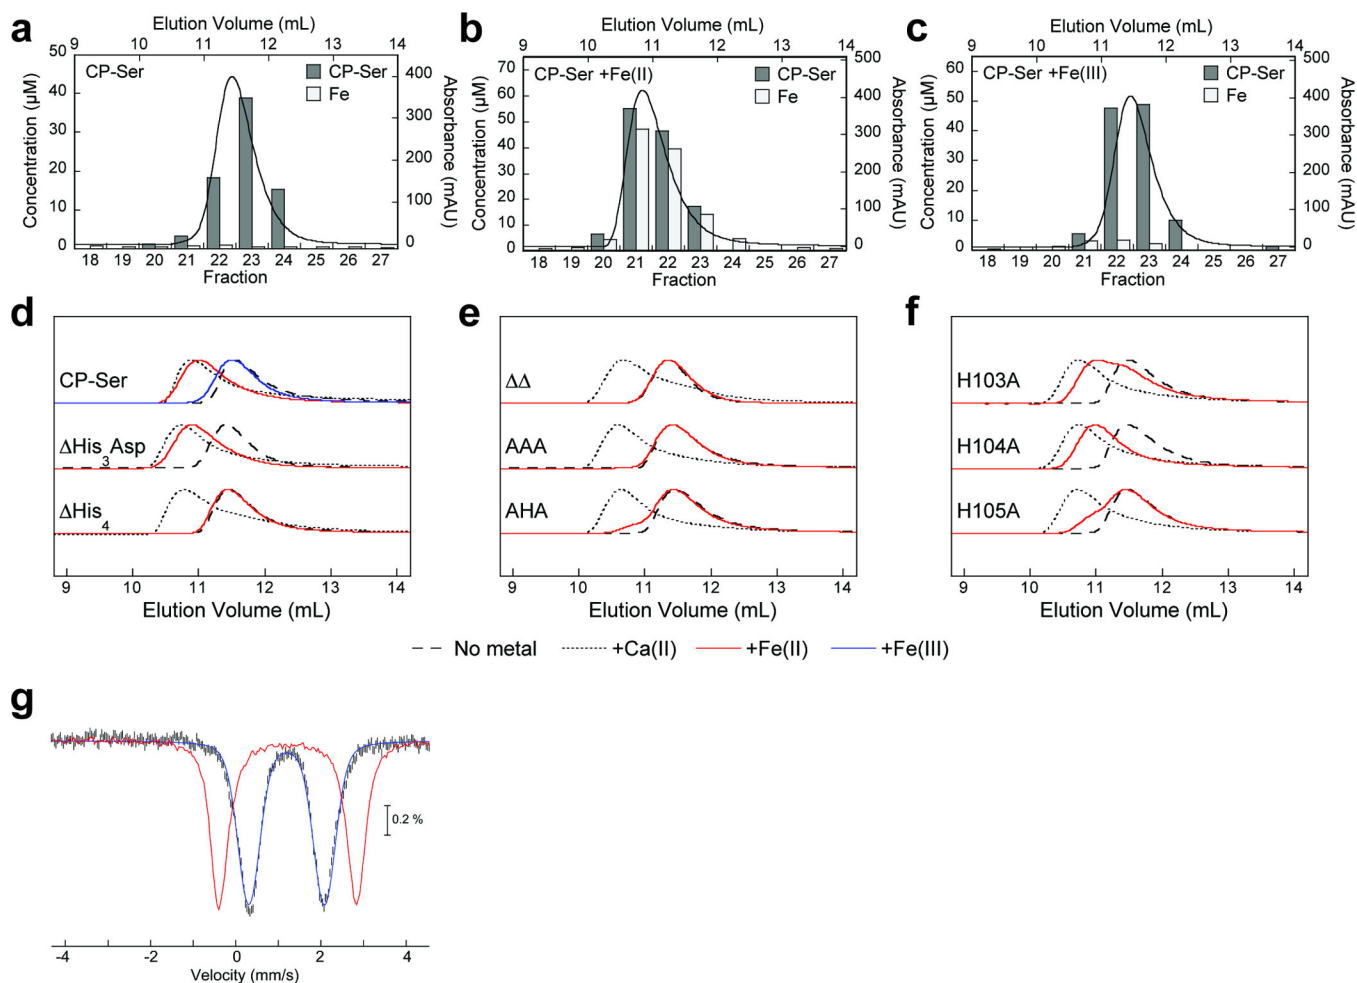 a
Elution Volume (mL)
9 10 11 12 13 14
CP-Ser
CP-Ser
Fe
Concentration (µM)
50
40
30
20
10
0
Absorbance (mAU)
400
300
200
100
0
18 19 20 21 22 23 24 25 26 27
Fraction
b
Elution Volume (mL)
9 10 11 12 13 14
CP-Ser +Fe(II)
CP-Ser
Fe
Concentration (µM)
70
60
50
40
30
20
10
0
Absorbance (mAU)
500
400
300
200
100
0
18 19 20 21 22 23 24 25 26 27
Fraction
c
Elution Volume (mL)
9 10 11 12 13 14
CP-Ser +Fe(III)
CP-Ser
Fe
Concentration (µM)
60
50
40
30
20
10
0
Absorbance (mAU)
500
400
300
200
100
0
18 19 20 21 22 23 24 25 26 27
Fraction
d
CP-Ser
ΔHis3Asp
ΔHis4
9 10 11 12 13 14
Elution Volume (mL)
e
ΔΔ
AAA
AHA
9 10 11 12 13 14
Elution Volume (mL)
f
H103A
H104A
H105A
9 10 11 12 13 14
Elution Volume (mL)
No metal +Ca(II) +Fe(II) +Fe(III)
g
0.2 %
-4 -2 0 2 4
Velocity (mm/s)